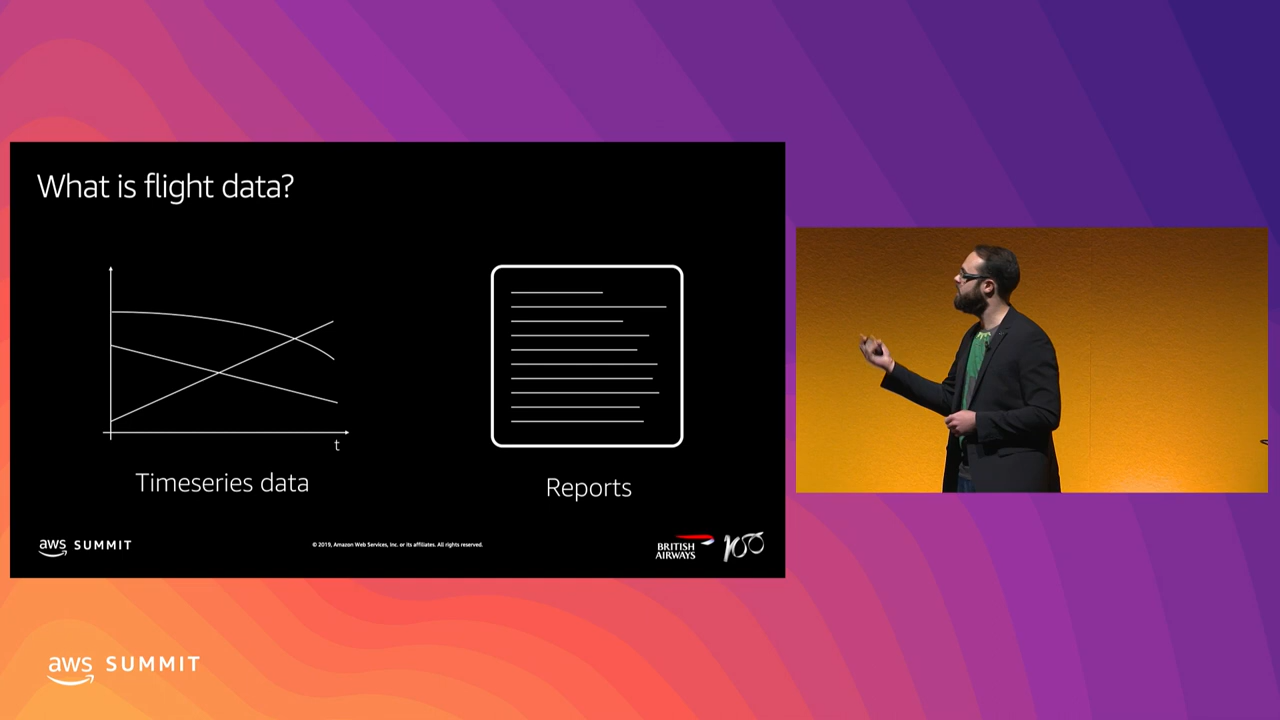 What is flight data?
t
Timeseries data
Reports
aws SUMMIT
© 2019, Amazon Web Services, Inc. or its affiliates. All rights reserved.
BRITISH
AIRWAYS
100
aws SUMMIT